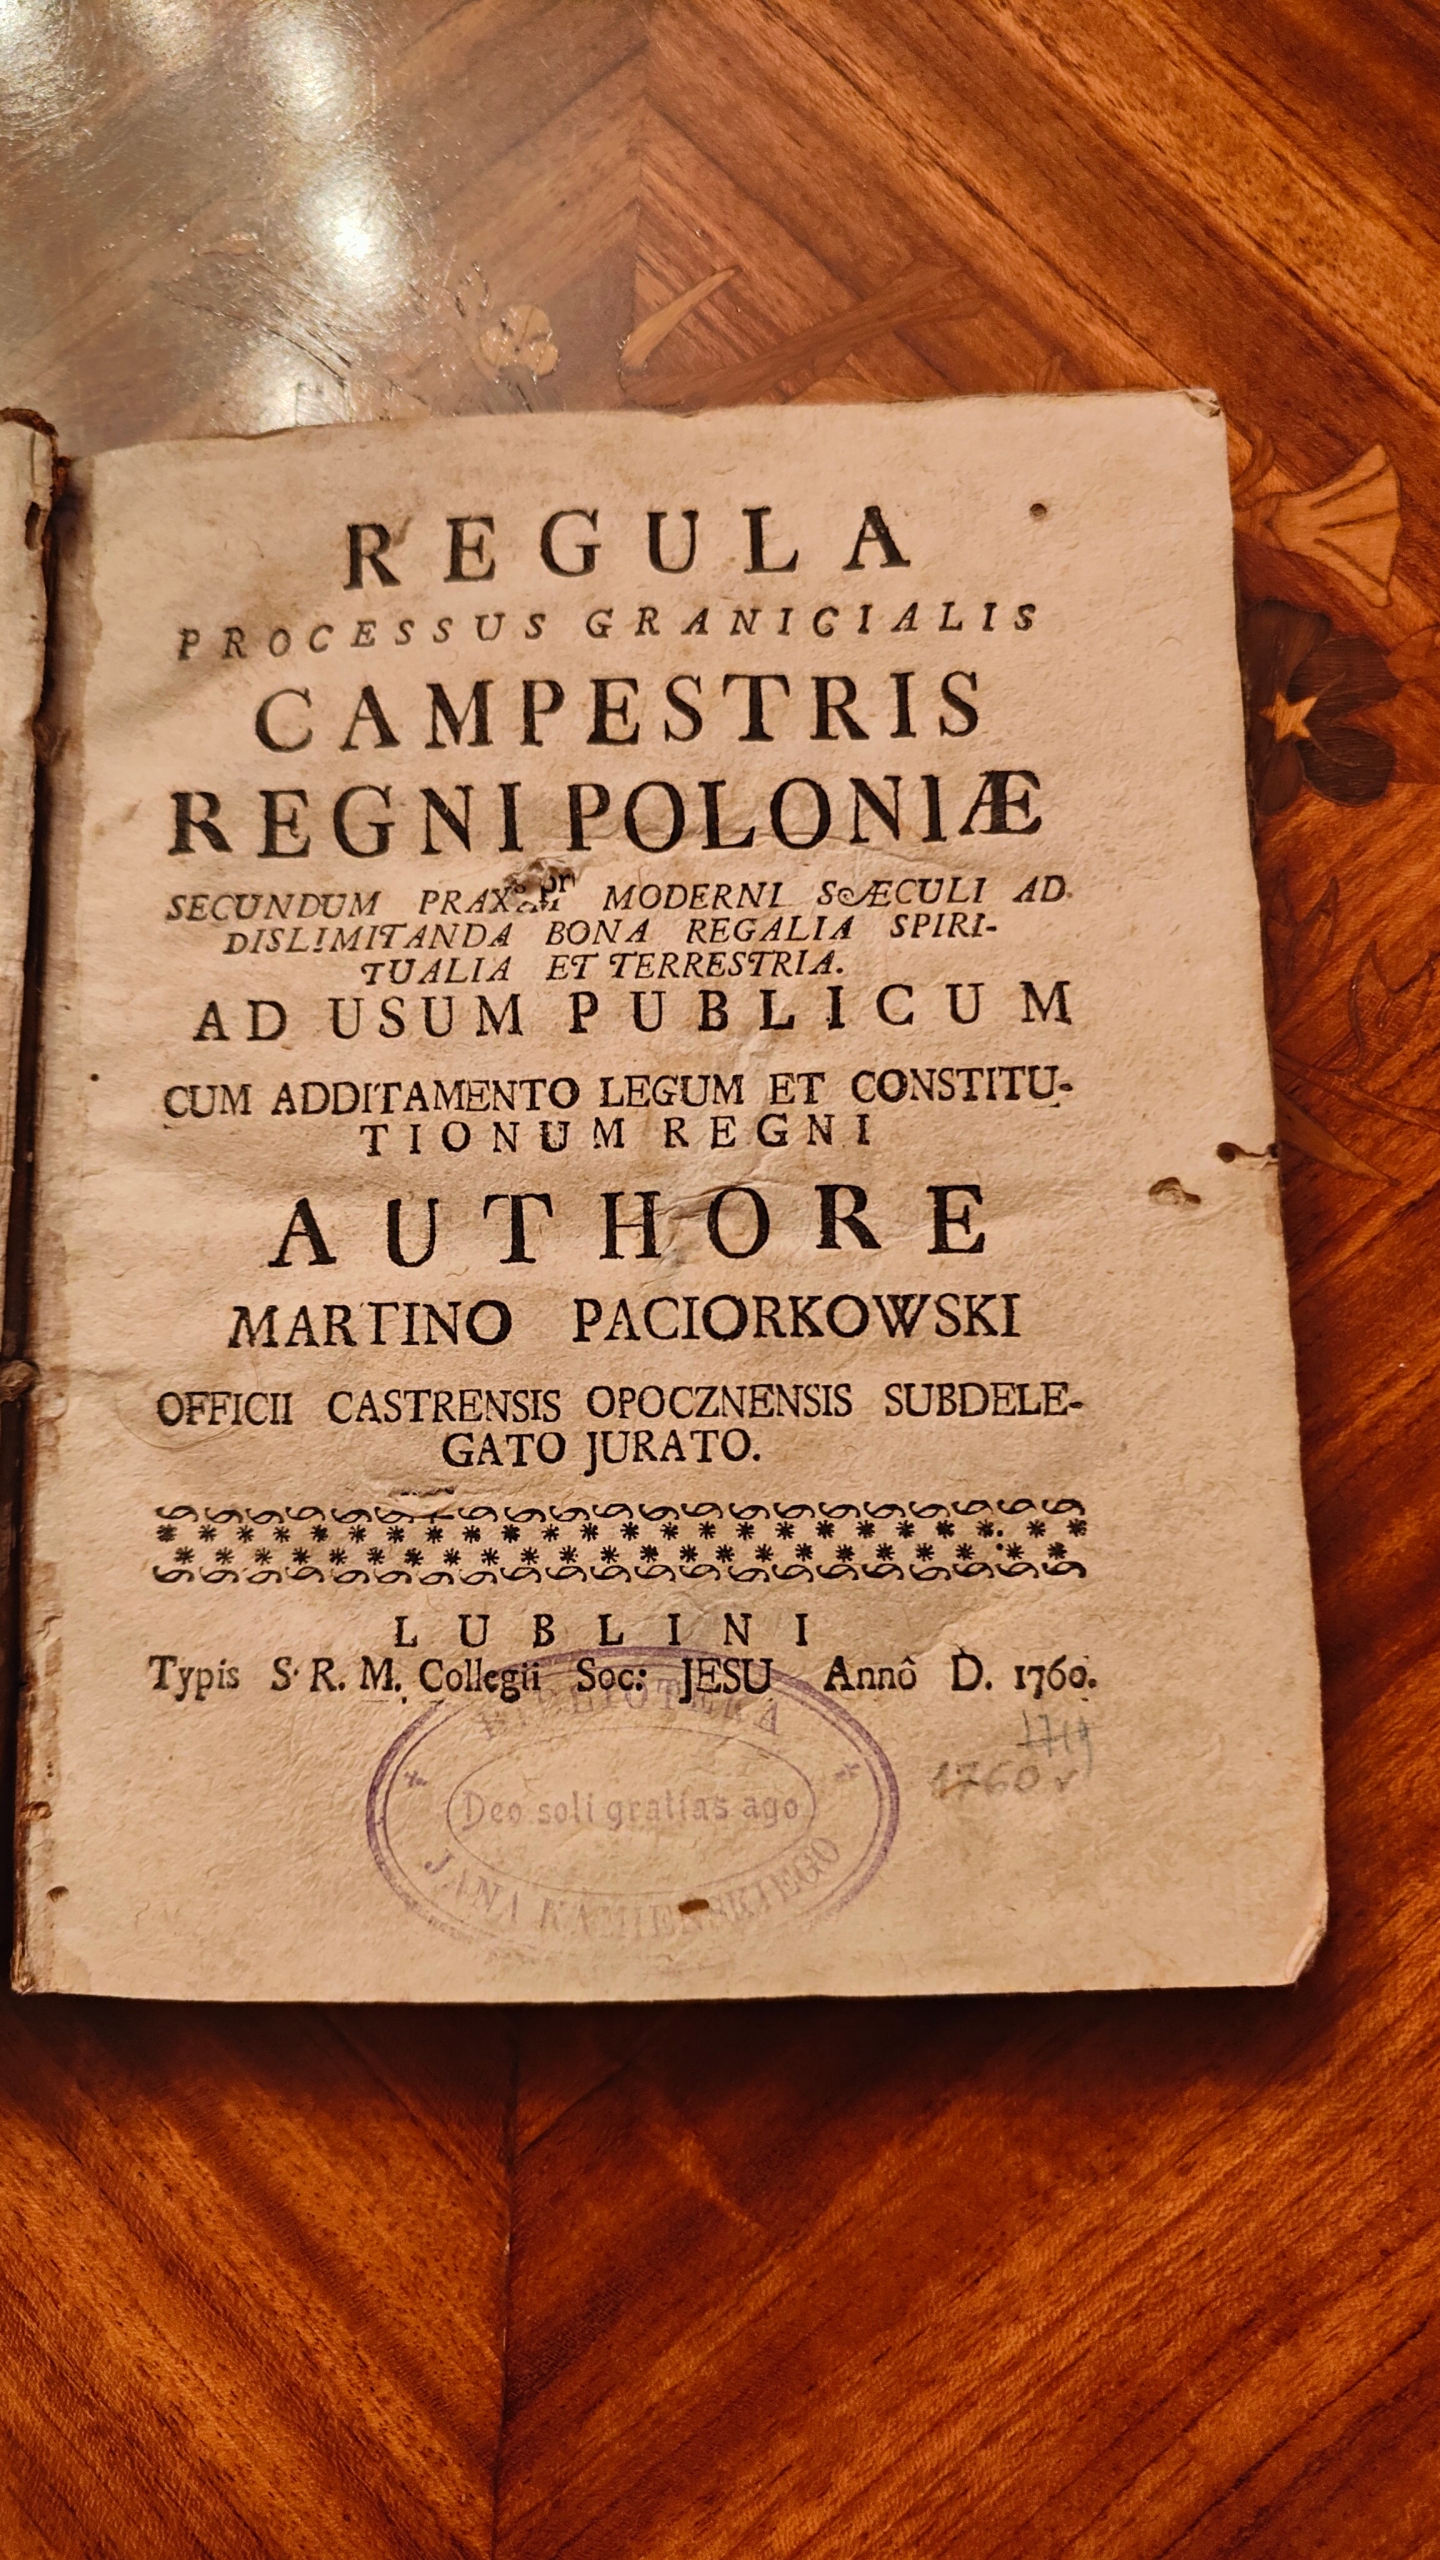 REGULA
PROCESSUS GRANICIALIS
CAMPESTRIS
REGNI POLONIÆ
SECUNDUM MODERNI SÆCULI AD
DISLIMITANDA BONA REGALIA SPIRI-
TUALIA ET TERRESTRIA.
AD USUM PUBLICUM
CUM ADDITAMENTO LEGUM ET CONSTITU-
TIONUM REGNI
AUTHORE
MARTINO PACIORKOWSKI
OFFICII CASTRENSIS OPOCZNENSIS SUBDELE-
GATO JURATO.
LUBLINI
Typis S. R. M. Collegii Soc: JESU Annô D. 1760.
BIBLIOTEKA
Deo soli gratias ago
JANA KAMIEŃSKIEGO
1760 r